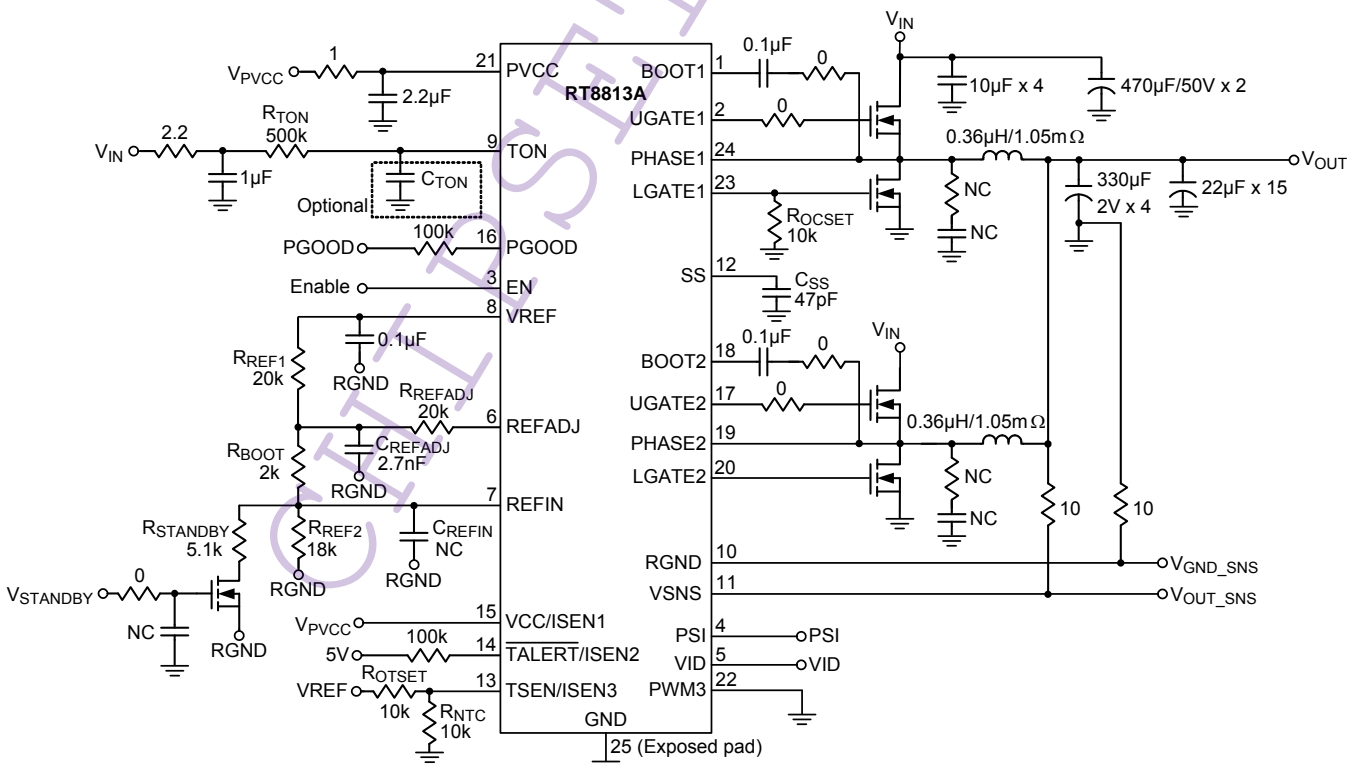 V_PVCC
1
2.2µF
21
PVCC
RT8813A
BOOT1
1
0.1µF
0
V_IN
10µF x 4
470µF/50V x 2
V_IN
2.2
1µF
R_TON
500k
9
TON
C_TON
Optional
UGATE1
2
0
PHASE1
24
0.36µH/1.05mΩ
V_OUT
LGATE1
23
R_OCSET
10k
NC
NC
330µF
2V x 4
22µF x 15
PGOOD
100k
16
PGOOD
Enable
3
EN
8
VREF
0.1µF
RGND
SS
12
C_SS
47pF
R_REF1
20k
R_REFADJ
20k
6
REFADJ
C_REFADJ
2.7nF
RGND
BOOT2
18
0.1µF
0
V_IN
UGATE2
17
0
PHASE2
19
0.36µH/1.05mΩ
LGATE2
20
NC
NC
10
10
R_BOOT
2k
7
REFIN
R_STANDBY
5.1k
R_REF2
18k
RGND
C_REFIN
NC
RGND
V_STANDBY
0
NC
RGND
RGND
10
V_GND_SNS
VSNS
11
V_OUT_SNS
V_PVCC
15
VCC/ISEN1
5V
100k
14
TALERT/ISEN2
VREF
R_OTSET
10k
13
TSEN/ISEN3
R_NTC
10k
PSI
4
PSI
VID
5
VID
PWM3
22
GND
25 (Exposed pad)
CHIPSET